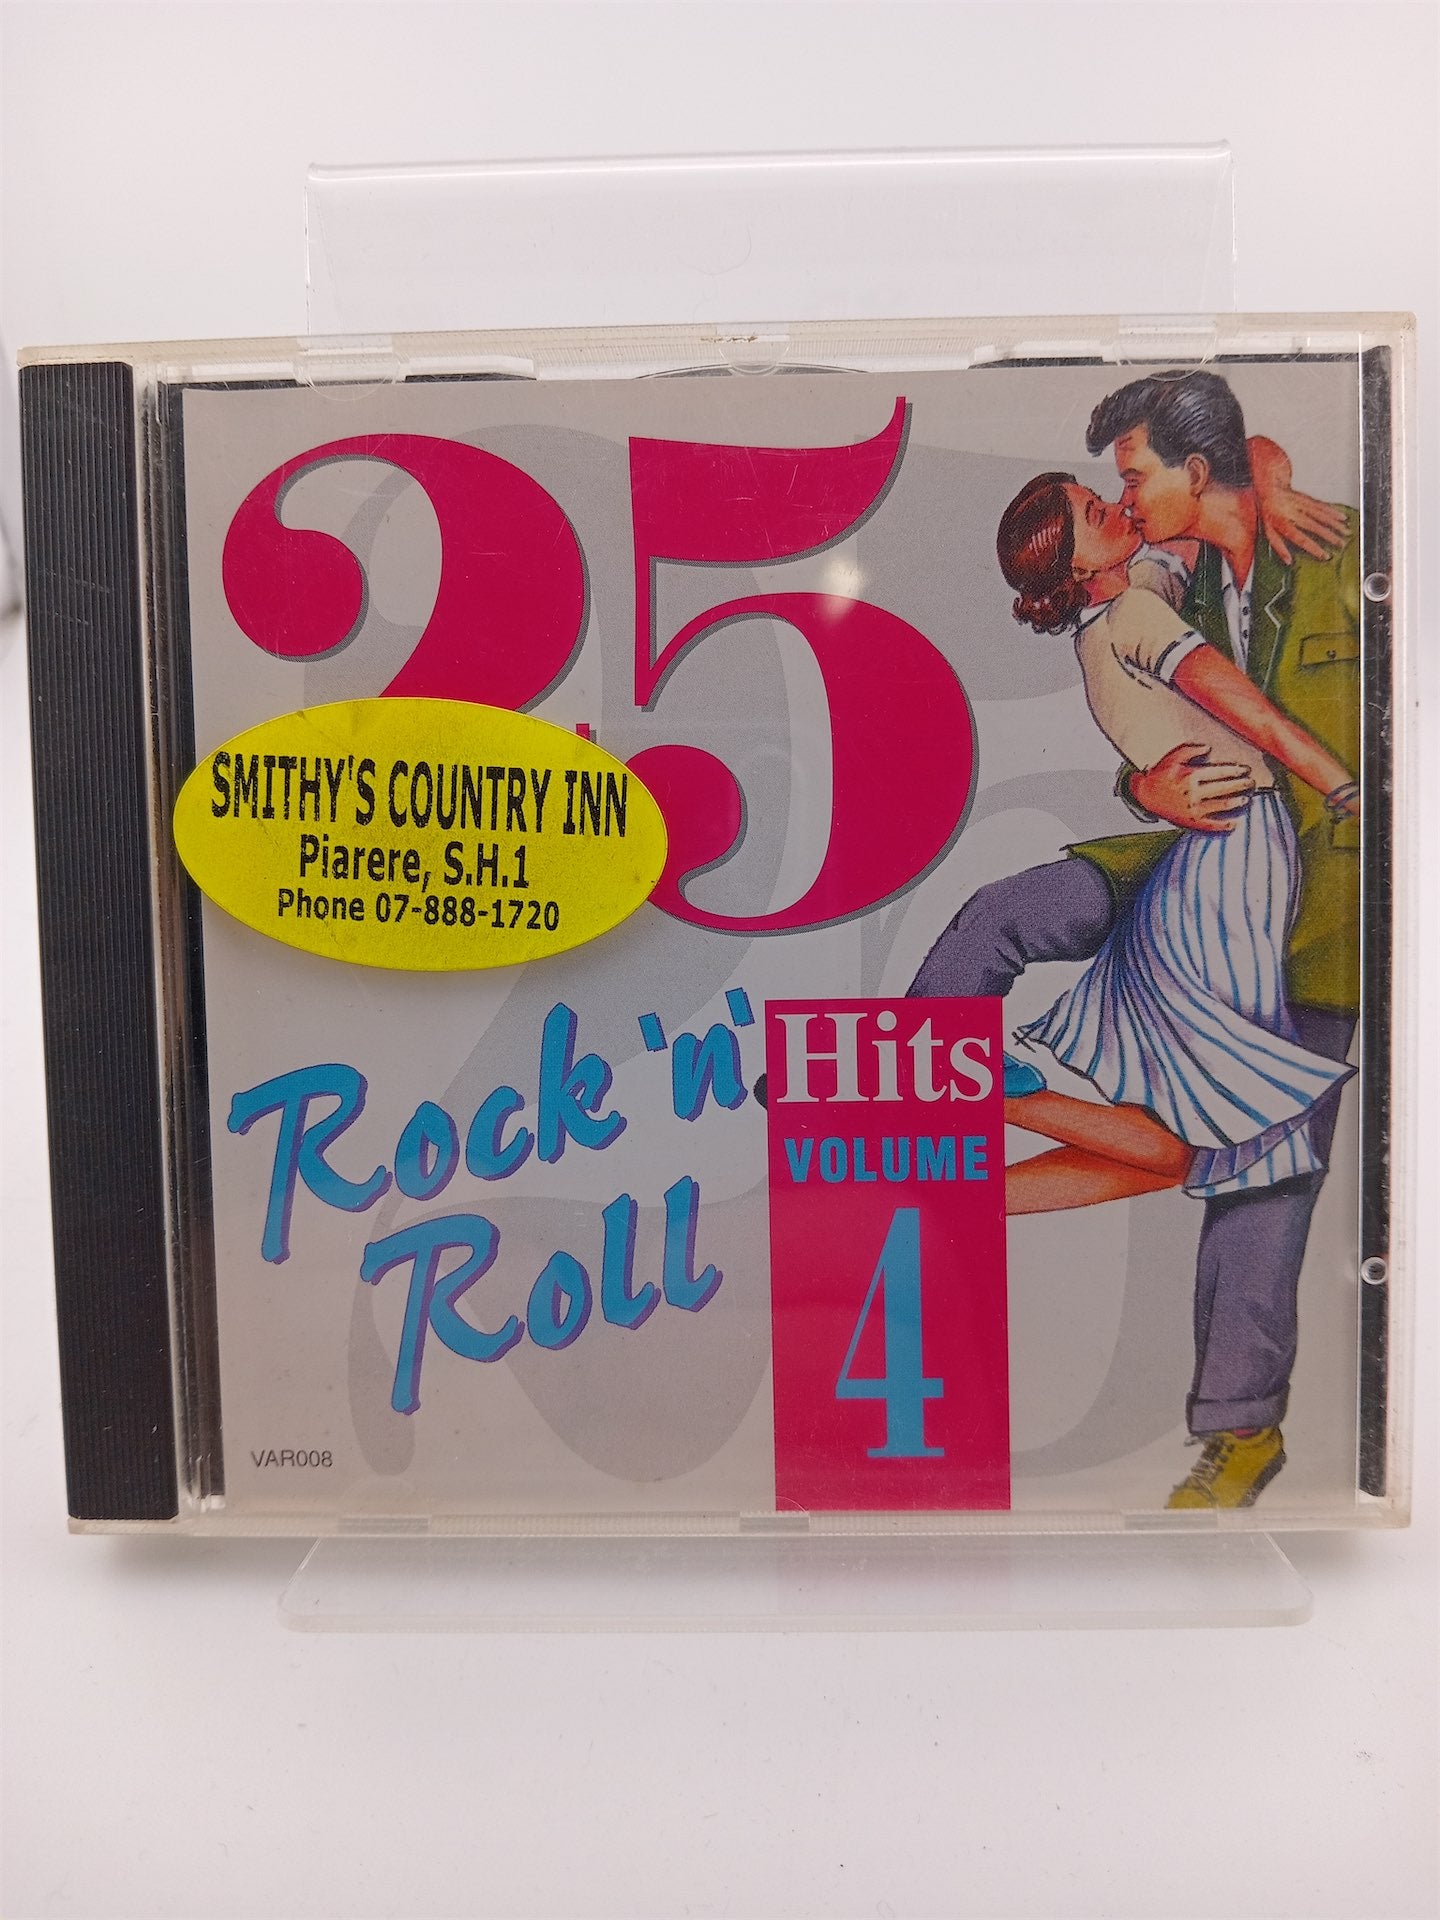 25
SMITHY'S COUNTRY INN
Piarere, S.H.1
Phone 07-888-1720
Rock 'n'
Roll
Hits
VOLUME
4
VAR008